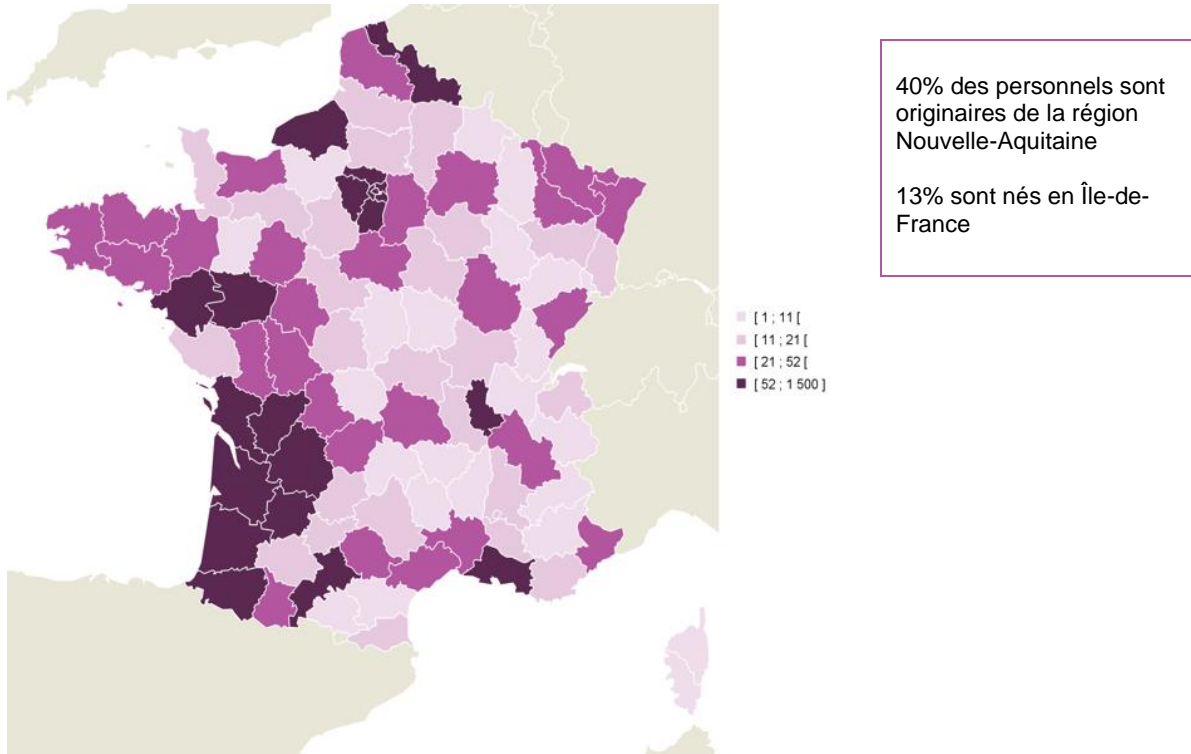 40% des personnels sont
originaires de la région
Nouvelle-Aquitaine
13% sont nés en Île-de-
France
[ 1 ; 11 [
[ 11 ; 21 [
[ 21 ; 52 [
[ 52 ; 1 500 ]